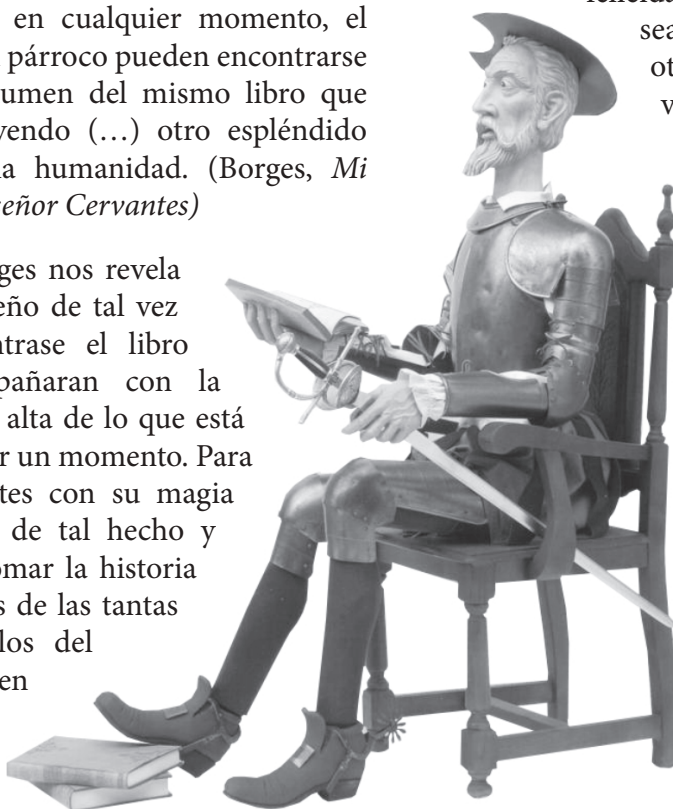 en cualquier momento, el
párroco pueden encontrarse
umen del mismo libro que
yendo (…) otro espléndido
la humanidad. (Borges, Mi
señor Cervantes)
ges nos revela
eño de tal vez
ntrase el libro
pañaran con la
alta de lo que está
r un momento. Para
tes con su magia
de tal hecho y
omar la historia
s de las tantas
los del
en
sea
ot
v